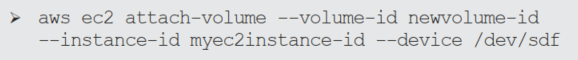 ➤ aws ec2 attach-volume --volume-id newvolume-id
--instance-id myec2instance-id --device /dev/sdf